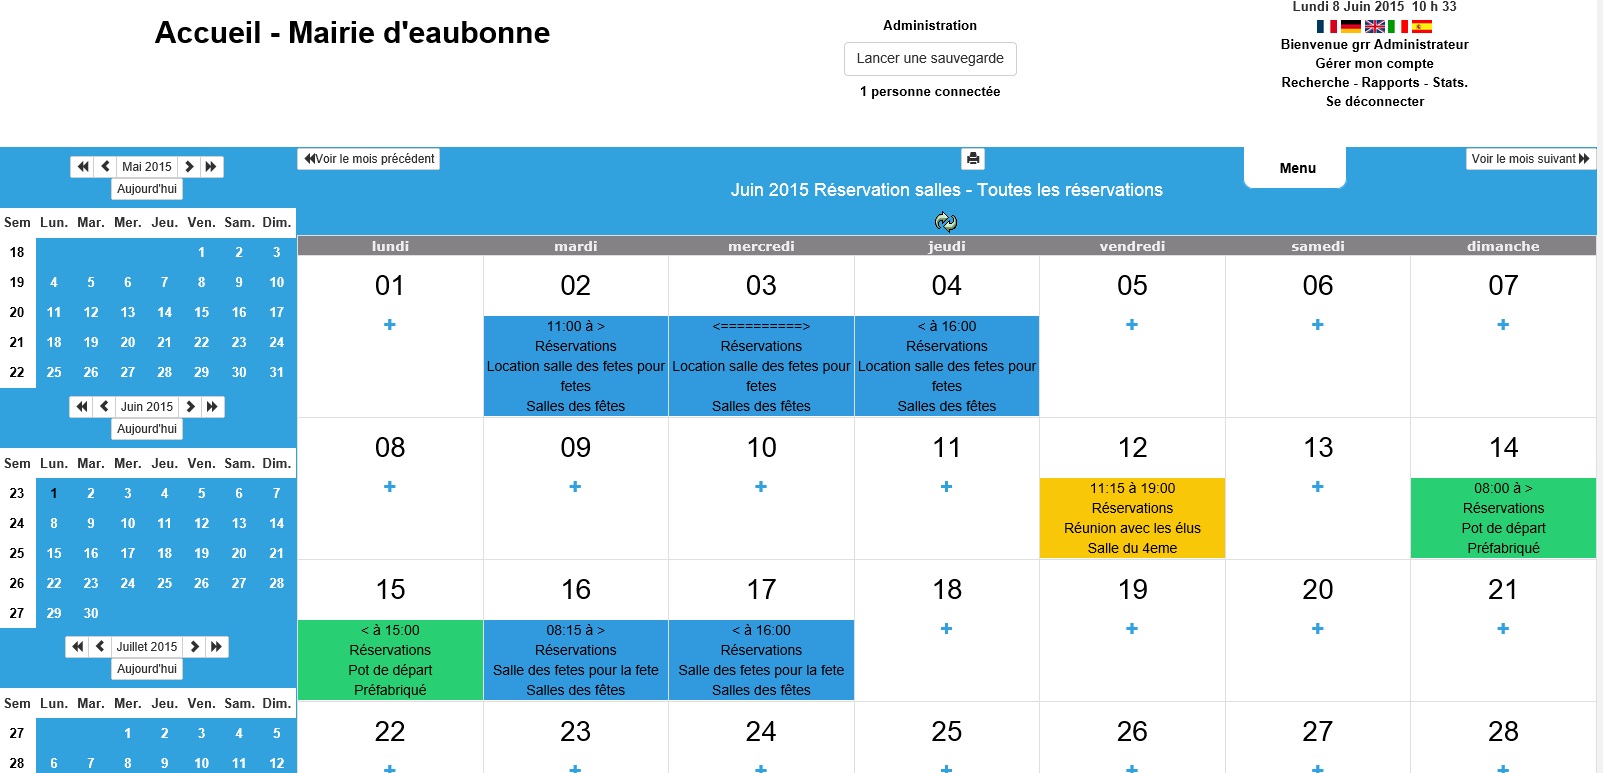 Accueil - Mairie d'eaubonne
Administration
Lancer une sauvegarde
1 personne connectée
Lundi 8 Juin 2015 10 h 33
Bienvenue grr Administrateur
Gérer mon compte
Recherche - Rapports - Stats.
Se déconnecter
Mai 2015
Aujourd'hui
Sem Lun. Mar. Mer. Jeu. Ven. Sam. Dim.
18 1 2 3
19 4 5 6 7 8 9 10
20 11 12 13 14 15 16 17
21 18 19 20 21 22 23 24
22 25 26 27 28 29 30 31
Juin 2015
Aujourd'hui
Sem Lun. Mar. Mer. Jeu. Ven. Sam. Dim.
23 1 2 3 4 5 6 7
24 8 9 10 11 12 13 14
25 15 16 17 18 19 20 21
26 22 23 24 25 26 27 28
27 29 30
Juillet 2015
Aujourd'hui
Sem Lun. Mar. Mer. Jeu. Ven. Sam. Dim.
27 1 2 3 4 5
28 6 7 8 9 10 11 12
Voir le mois précédent
Menu
Voir le mois suivant
Juin 2015 Réservation salles - Toutes les réservations
lundi mardi mercredi jeudi vendredi samedi dimanche
01 02 03 04 05 06 07
+ 11:00 à > <==========> < à 16:00 + + +
Réservations Réservations Réservations
Location salle des fetes pour Location salle des fetes pour Location salle des fetes pour
fetes fetes fetes
Salles des fêtes Salles des fêtes Salles des fêtes
08 09 10 11 12 13 14
+ + + + 11:15 à 19:00 + 08:00 à >
Réservations Réservations
Réunion avec les élus Pot de départ
Salle du 4eme Préfabriqué
15 16 17 18 19 20 21
< à 15:00 08:15 à > < à 16:00 + + + +
Réservations Réservations Réservations
Pot de départ Salle des fetes pour la fete Salle des fetes pour la fete
Préfabriqué Salles des fêtes Salles des fêtes
22 23 24 25 26 27 28
+ + + + + + +